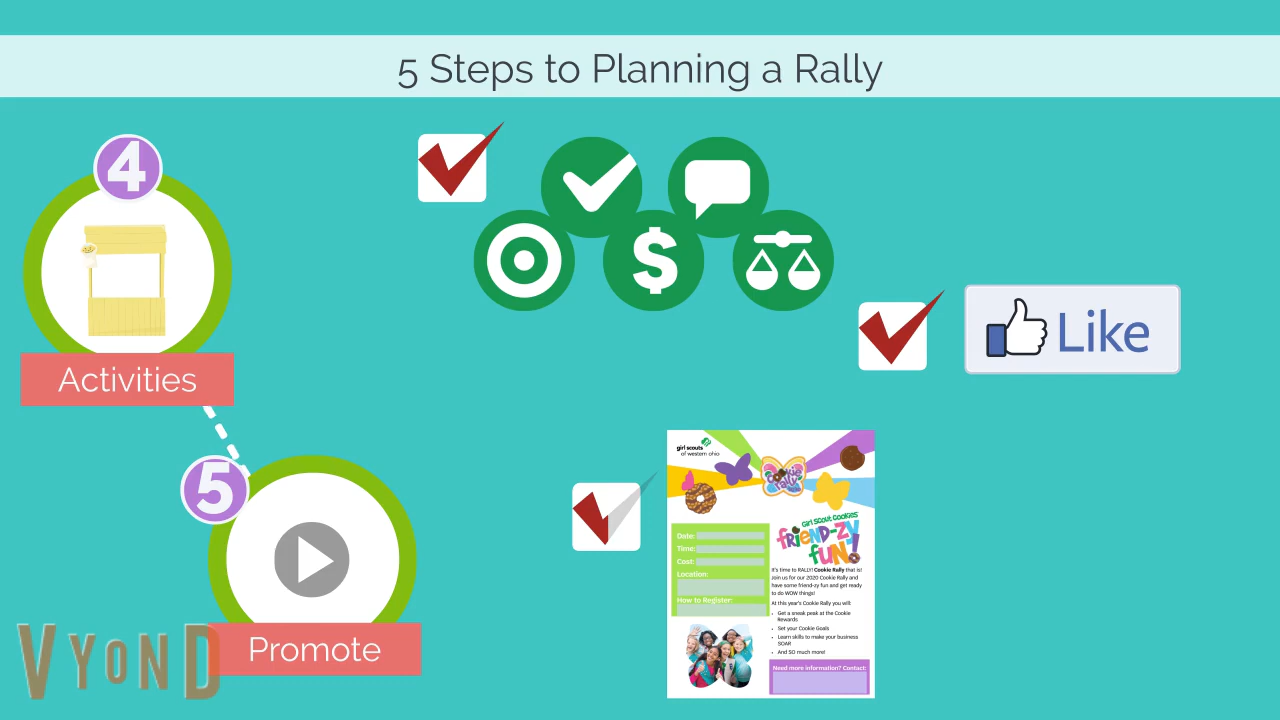 5 Steps to Planning a Rally
4
Activities
5
Promote
VYOND
$
Like
girl scouts
of western ohio
Cookie
Rally
Girl Scout Cookies
friend-zy
fun!
Date:
Time:
Cost:
Location:
How to Register:
It's time to RALLY! Cookie Rally that is!
Join us for our 2020 Cookie Rally and
have some friend-zy fun and get ready
to do WOW things!
At this year's Cookie Rally you will:
• Get a sneak peak at the Cookie
Rewards
• Set your Cookie Goals
• Learn skills to make your business
SOAR
• And SO much more!
Need more information? Contact: